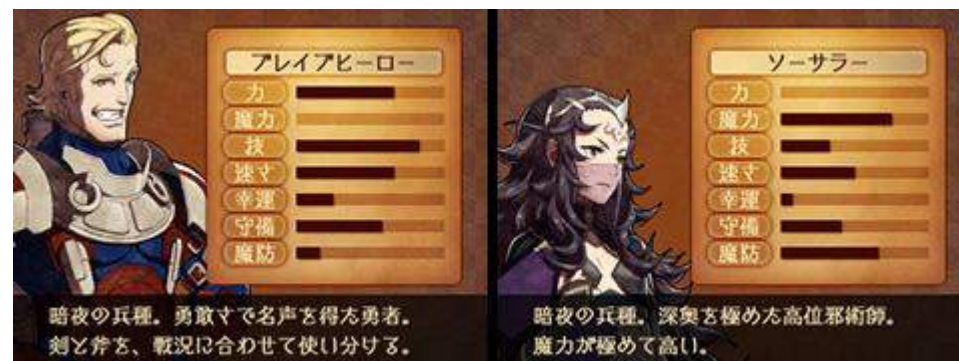 ブレイブヒーロー
力
魔力
技
速さ
幸運
守備
魔防
暗夜の兵種。勇敢さで名声を得た勇者。
剣と斧を、戦況に合わせて使い分ける。
ソーサラー
力
魔力
技
速さ
幸運
守備
魔防
暗夜の兵種。深奥を極めた高位邪術師。
魔力が極めて高い。